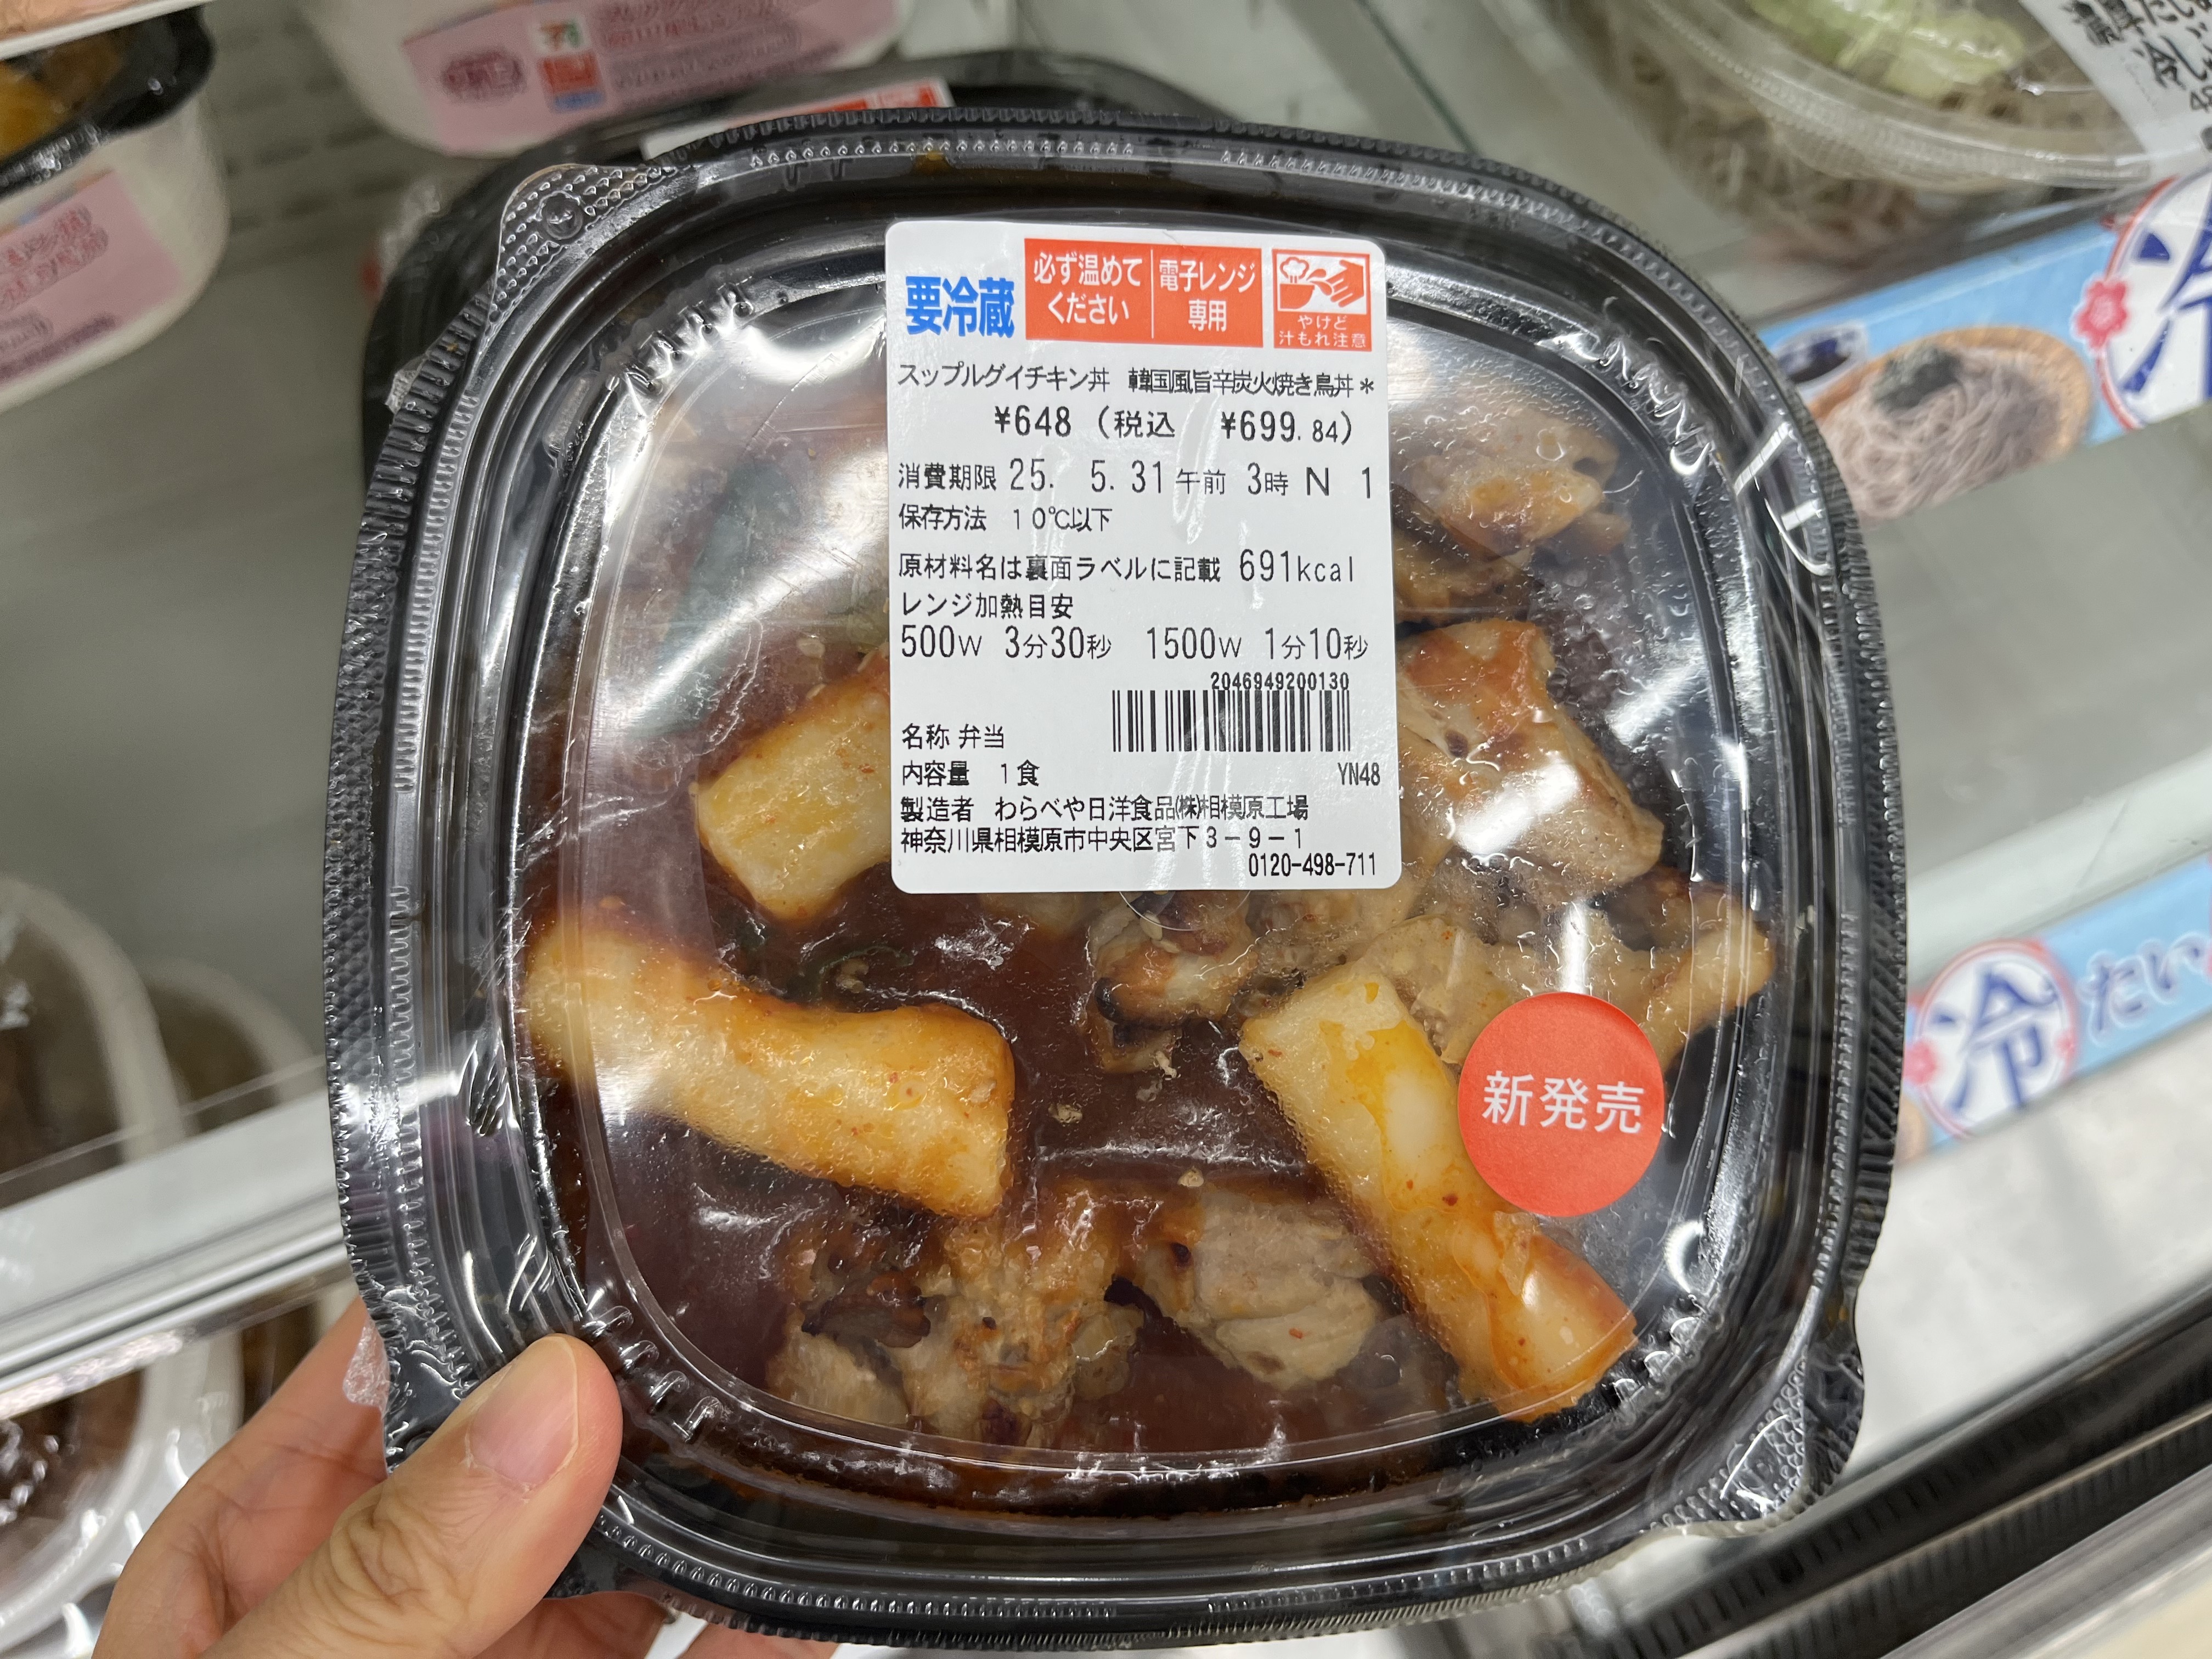 要冷蔵
必ず温めて
ください
電子レンジ
専用
やけど
汁もれ注意
スップルグイチキン丼 韓国風旨辛炭火焼き鳥丼*
¥648 (税込 ¥699.84)
消費期限 25. 5.31 午前 3時 N 1
保存方法 10℃以下
原材料名は裏面ラベルに記載 691kcal
レンジ加熱目安
500W 3分30秒 1500W 1分10秒
2046949200130
名称 弁当
内容量 1食
YN48
製造者 わらべや日洋食品㈱相模原工場
神奈川県相模原市中央区宮下3-9-1
0120-498-711
新発売
冷たい